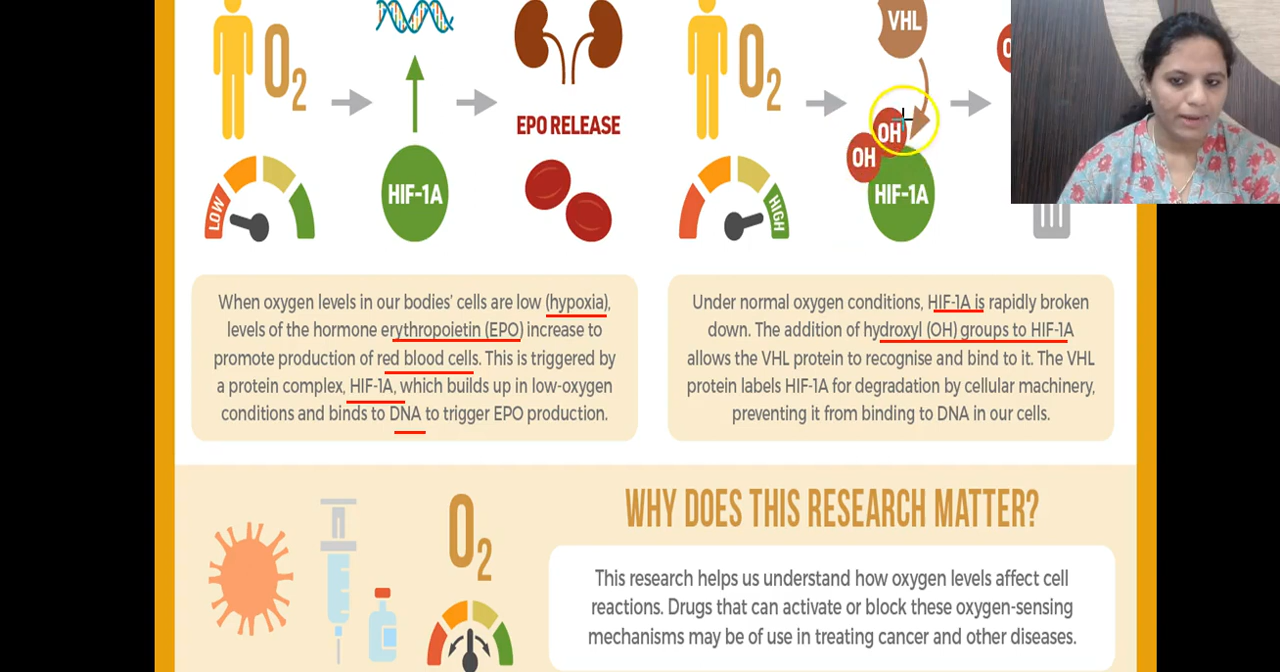 O2
EPO RELEASE
HIF-1A
LOW
O2
VHL
OH
OH
HIF-1A
HIGH
When oxygen levels in our bodies' cells are low (hypoxia),
levels of the hormone erythropoietin (EPO) increase to
promote production of red blood cells. This is triggered by
a protein complex, HIF-1A, which builds up in low-oxygen
conditions and binds to DNA to trigger EPO production.
Under normal oxygen conditions, HIF-1A is rapidly broken
down. The addition of hydroxyl (OH) groups to HIF-1A
allows the VHL protein to recognise and bind to it. The VHL
protein labels HIF-1A for degradation by cellular machinery,
preventing it from binding to DNA in our cells.
O2
WHY DOES THIS RESEARCH MATTER?
This research helps us understand how oxygen levels affect cell
reactions. Drugs that can activate or block these oxygen-sensing
mechanisms may be of use in treating cancer and other diseases.